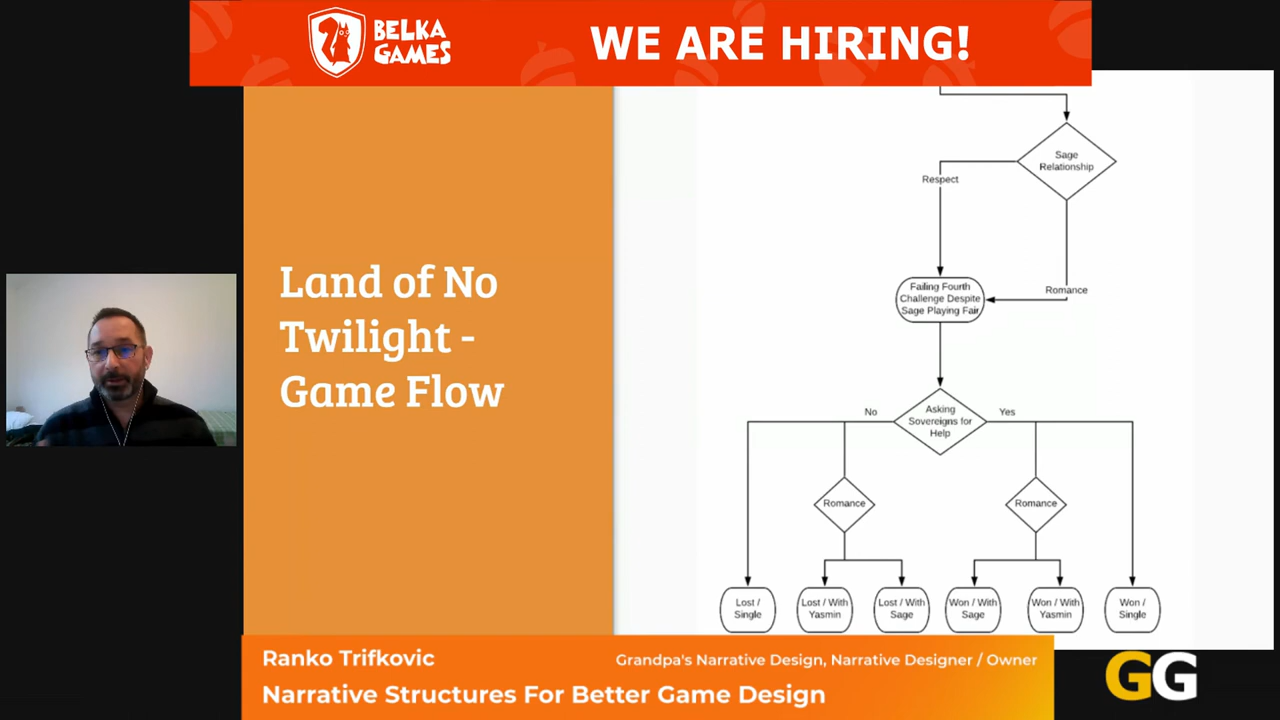 BELKA
GAMES
WE ARE HIRING!
Land of No
Twilight -
Game Flow
Sage
Relationship
Respect
Romance
Failing Fourth
Challenge Despite
Sage Playing Fair
No
Asking
Sovereigns for
Help
Yes
Romance
Romance
Lost /
Single
Lost / With
Yasmin
Lost / With
Sage
Won / With
Sage
Won / With
Yasmin
Won /
Single
Ranko Trifkovic
Grandpa's Narrative Design, Narrative Designer / Owner
Narrative Structures For Better Game Design
GG